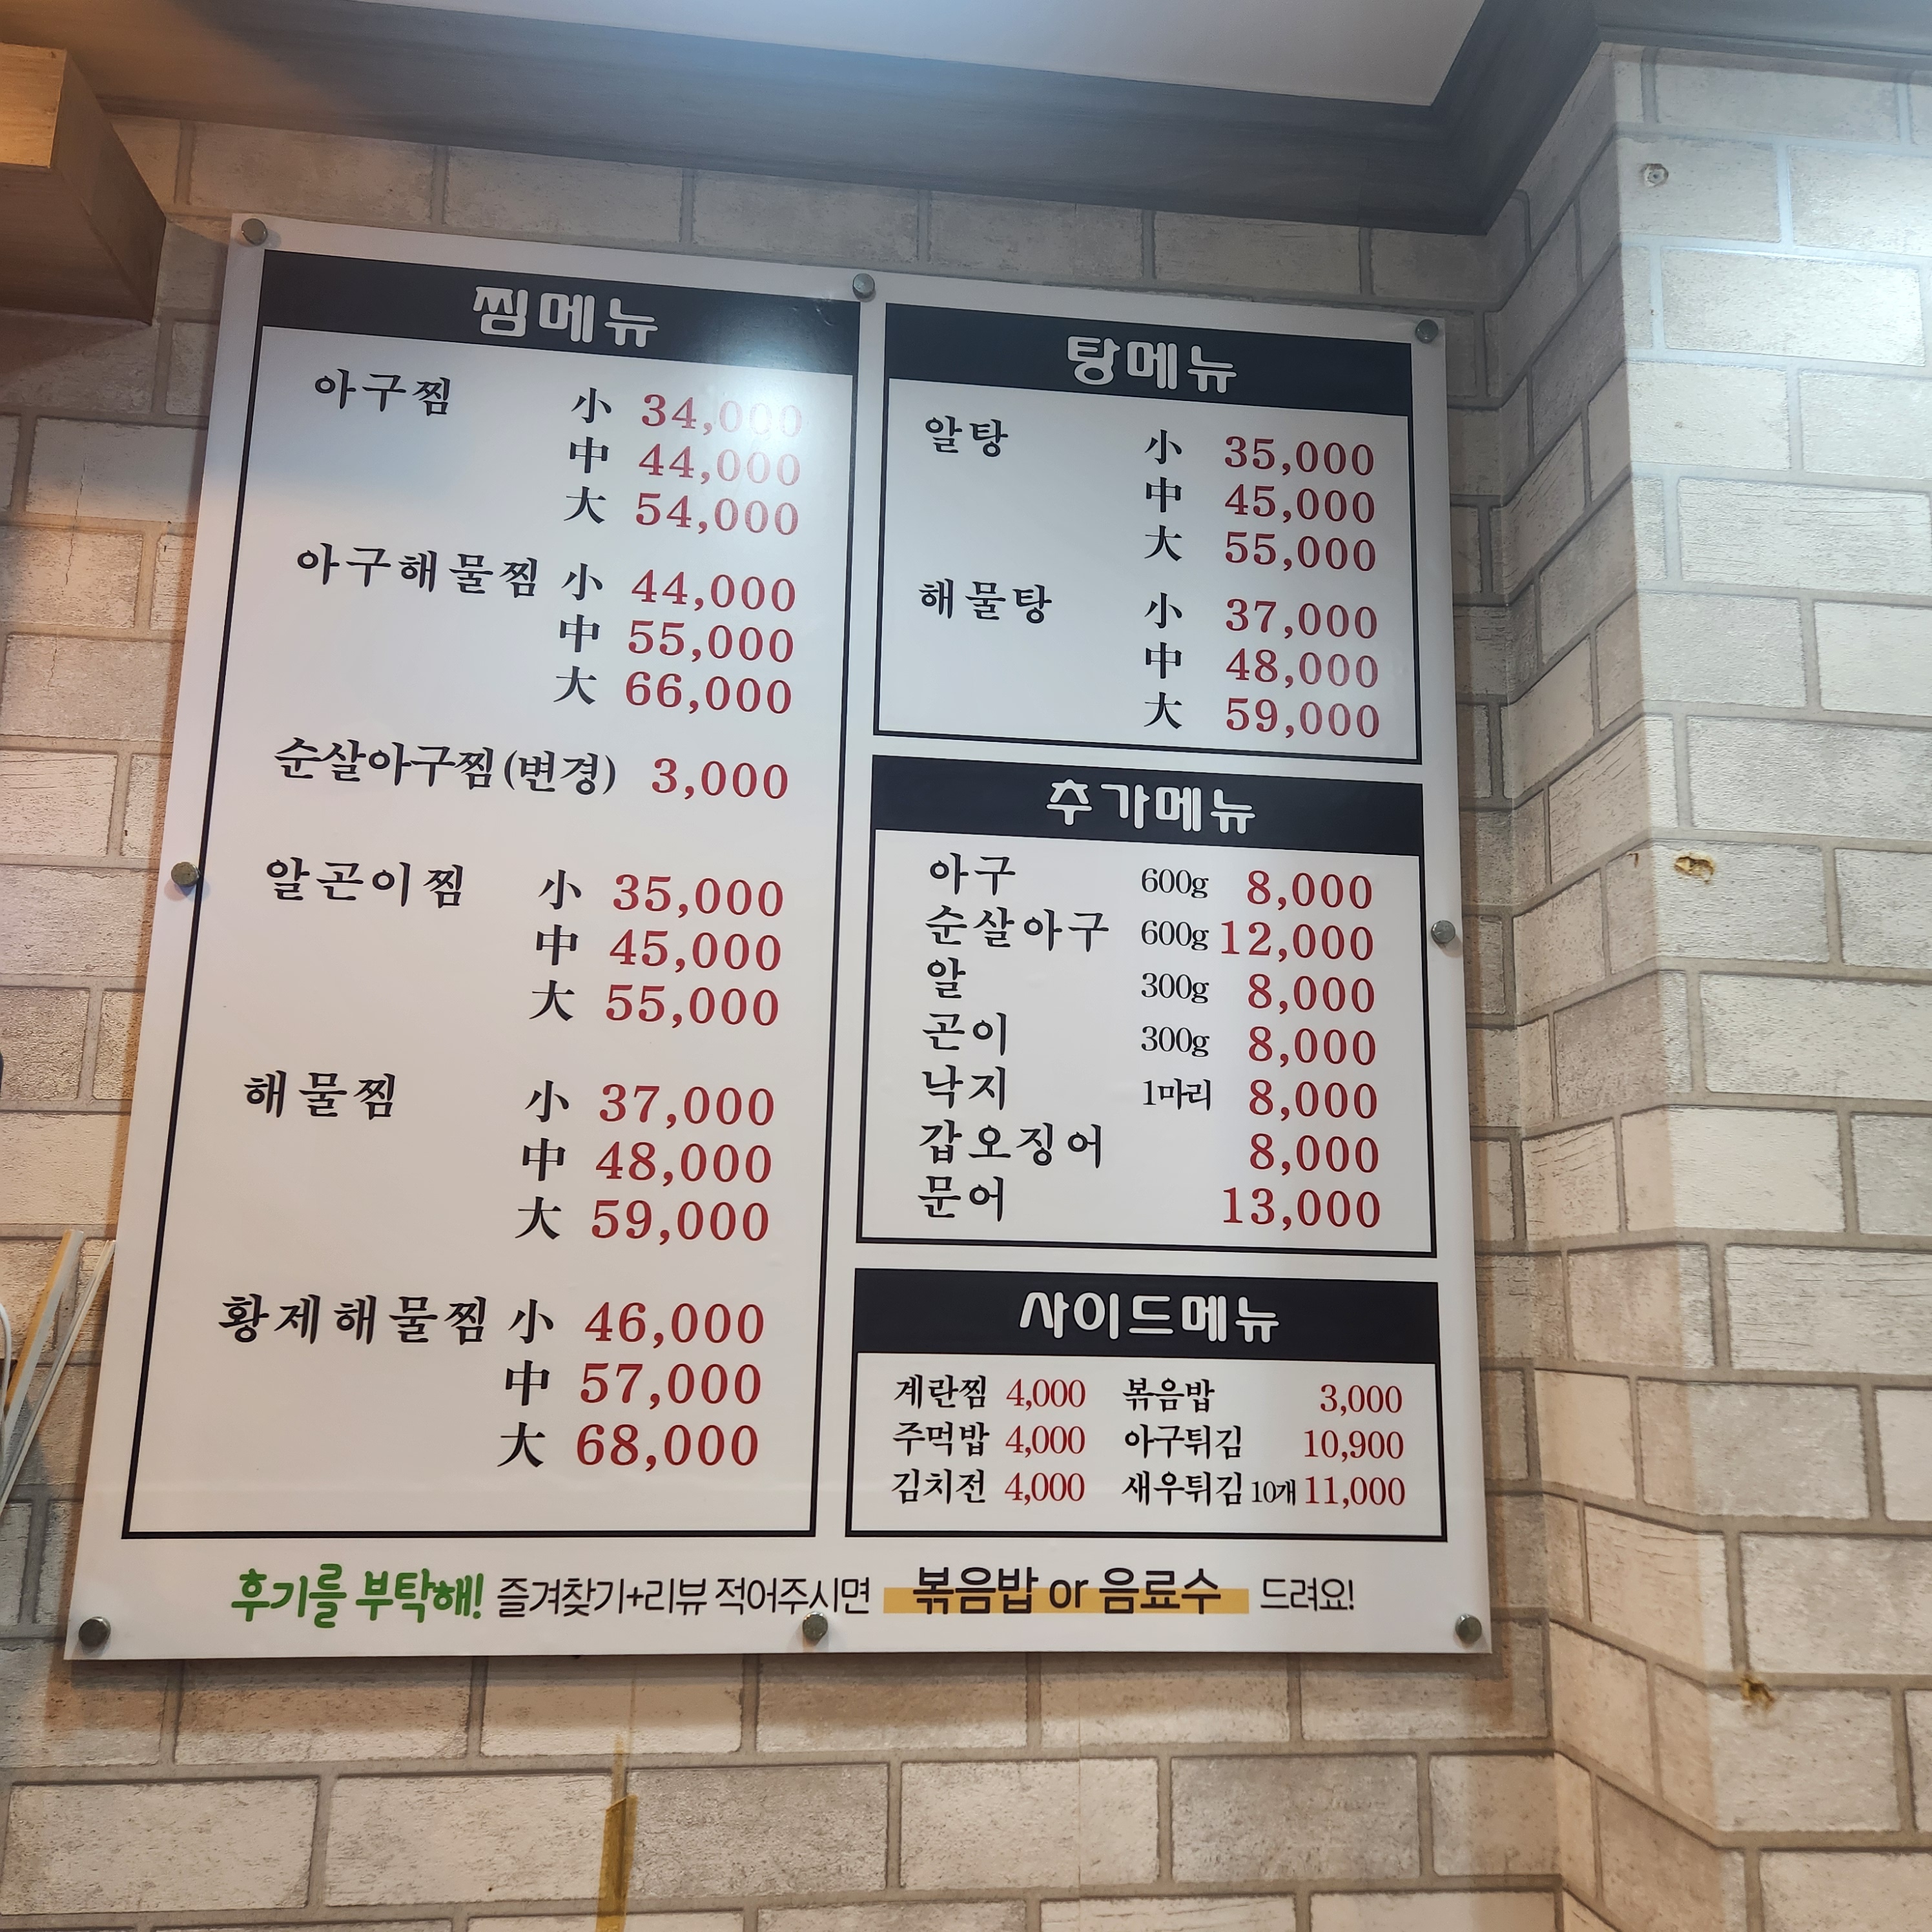 찜메뉴
아구찜 小 34,000
中 44,000
大 54,000
아구해물찜 小 44,000
中 55,000
大 66,000
순살아구찜(변경) 3,000
알곤이찜 小 35,000
中 45,000
大 55,000
해물찜 小 37,000
中 48,000
大 59,000
황제해물찜 小 46,000
中 57,000
大 68,000
탕메뉴
알탕 小 35,000
中 45,000
大 55,000
해물탕 小 37,000
中 48,000
大 59,000
추가메뉴
아구 600g 8,000
순살아구 600g 12,000
알 300g 8,000
곤이 300g 8,000
낙지 1마리 8,000
갑오징어 8,000
문어 13,000
사이드메뉴
계란찜 4,000 볶음밥 3,000
주먹밥 4,000 아구튀김 10,900
김치전 4,000 새우튀김 10개 11,000
후기를 부탁해! 즐겨찾기+리뷰 적어주시면 볶음밥 or 음료수 드려요!